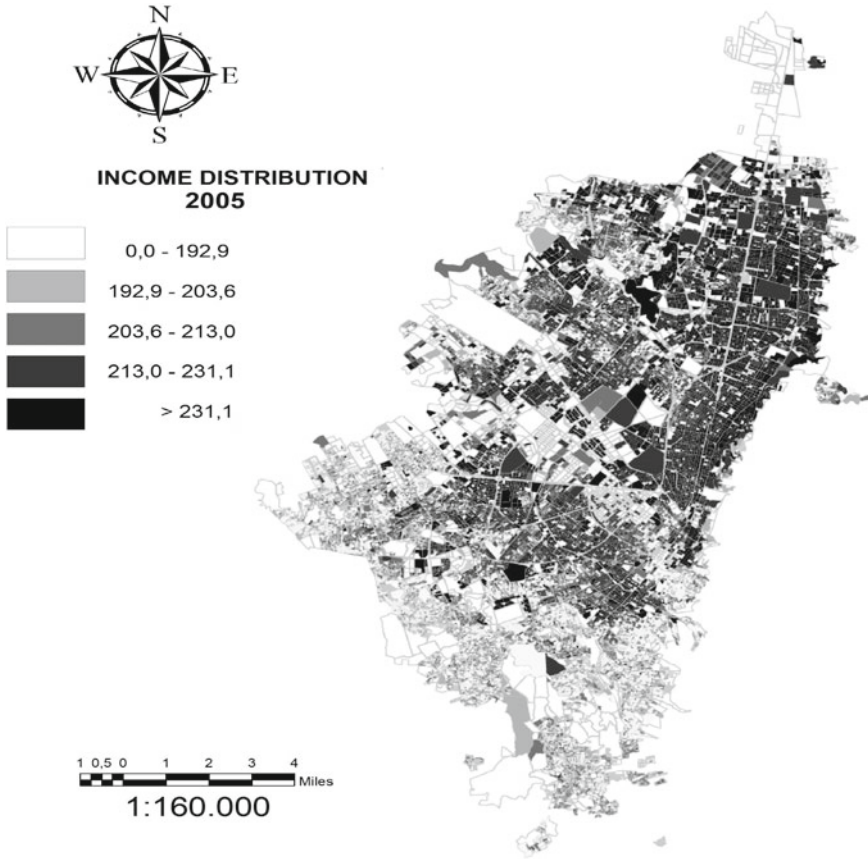 N
W E
S
INCOME DISTRIBUTION
2005
0,0 - 192,9
192,9 - 203,6
203,6 - 213,0
213,0 - 231,1
> 231,1
1 0,5 0 1 2 3 4
Miles
1:160.000